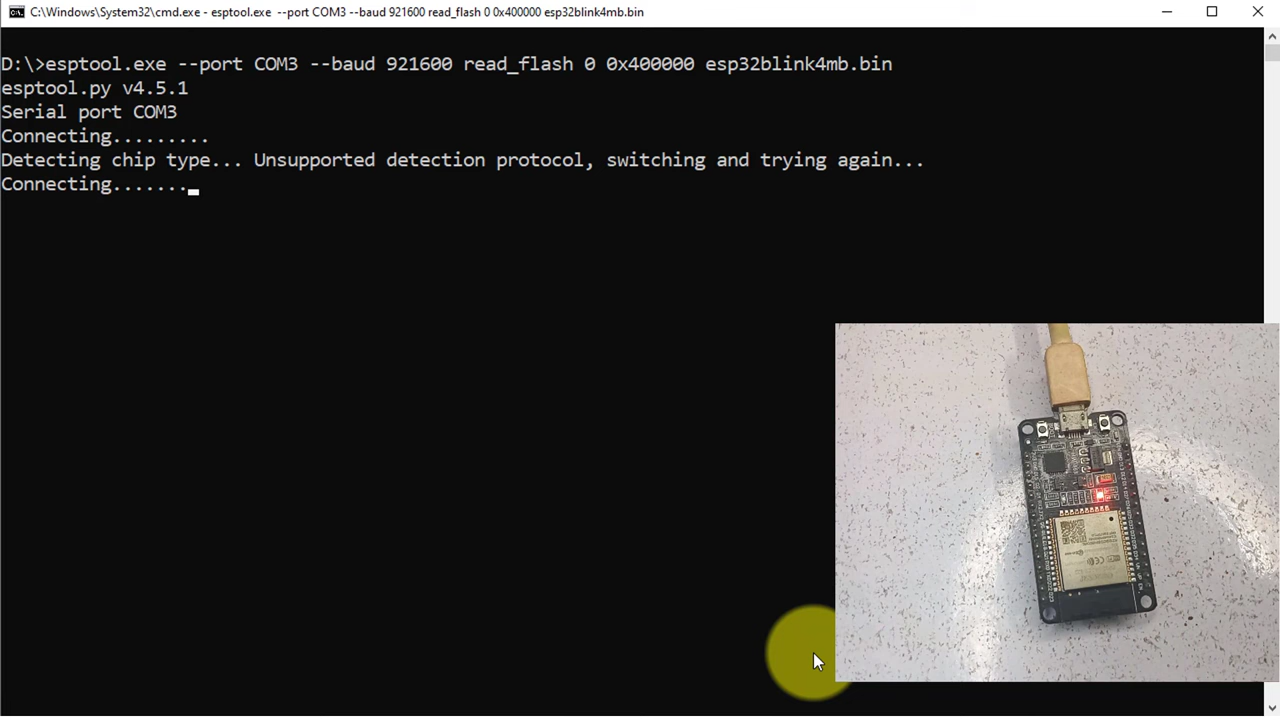 C:\Windows\System32\cmd.exe - esptool.exe --port COM3 --baud 921600 read_flash 0 0x400000 esp32blink4mb.bin
D:\>esptool.exe --port COM3 --baud 921600 read_flash 0 0x400000 esp32blink4mb.bin
esptool.py v4.5.1
Serial port COM3
Connecting.........
Detecting chip type... Unsupported detection protocol, switching and trying again...
Connecting.......